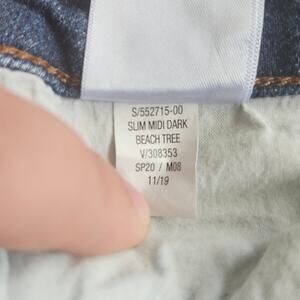 S/552715-00
SLIM MIDI DARK
BEACH TREE
V/308353
SP20 / M08
11/19